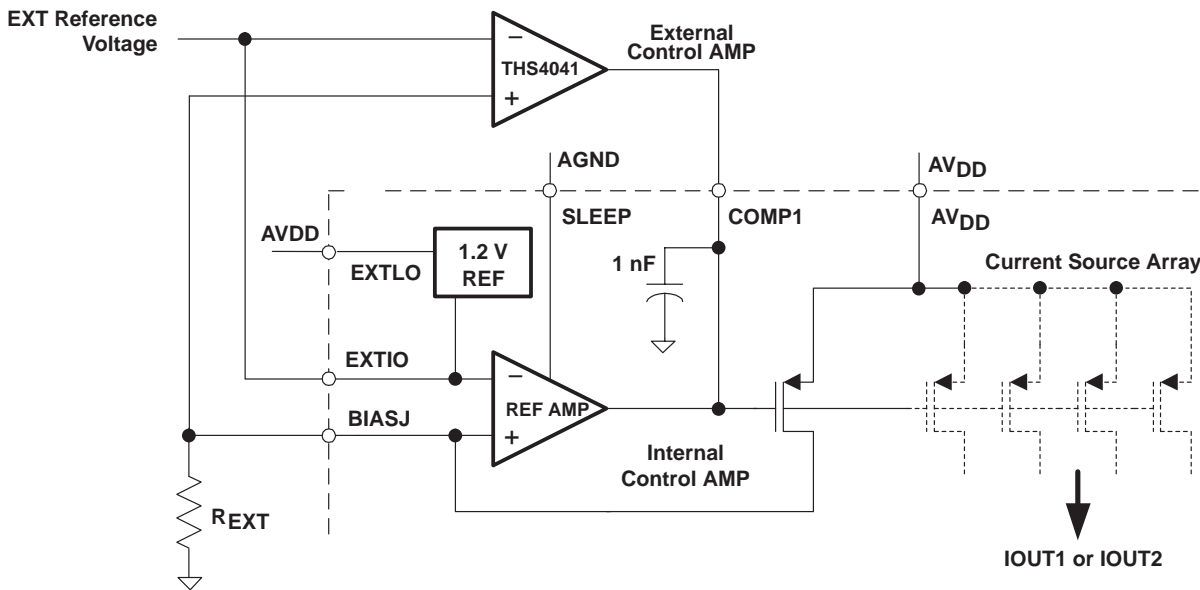 EXT Reference
Voltage
−
THS4041
+
External
Control AMP
AGND
AVDD
SLEEP
COMP1
AVDD
AVDD
EXTLO
1.2 V
REF
1 nF
Current Source Array
EXTIO
−
REF AMP
+
BIASJ
Internal
Control AMP
REXT
IOUT1 or IOUT2